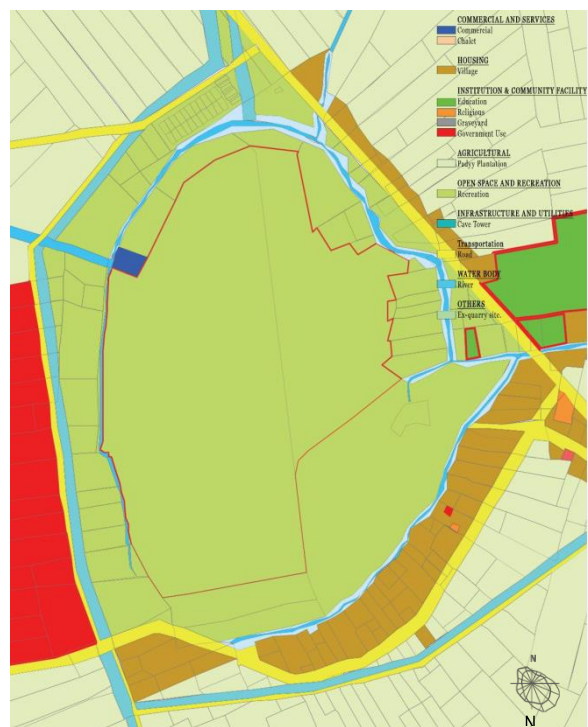 COMMERCIAL AND SERVICES
Commercial
Chalet
HOUSING
Village
INSTITUTION & COMMUNITY FACILITY
Education
Religious
Graveyard
Government Use
AGRICULTURAL
Padyy Plantation
OPEN SPACE AND RECREATION
Recreation
INFRASTRUCTURE AND UTILITIES
Cave Tower
Transportation
Road
WATER BODY
River
OTHERS
Ex-quarry site.
N
N